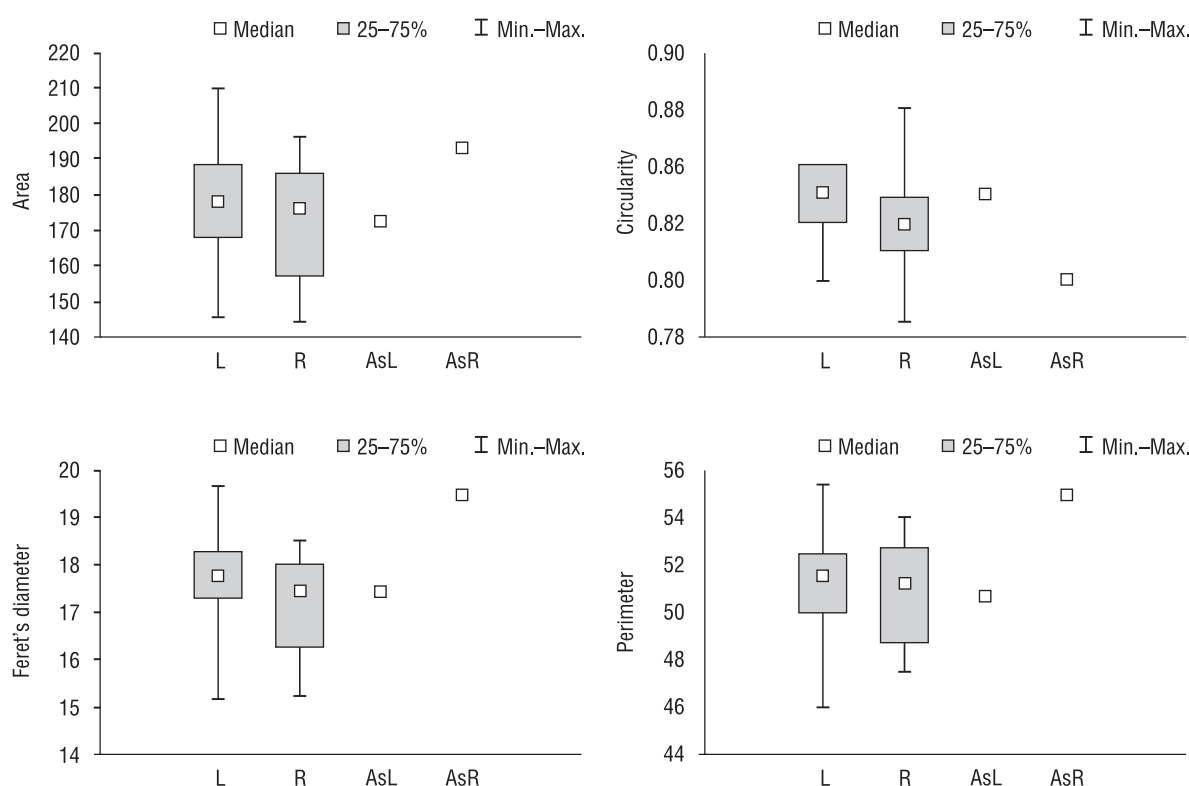 Median 25–75% Min.–Max.
Area
220
210
200
190
180
170
160
150
140
L R AsL AsR
Median 25–75% Min.–Max.
Circularity
0.90
0.88
0.86
0.82
0.80
0.78
L R AsL AsR
Median 25–75% Min.–Max.
Feret's diameter
20
19
18
17
16
15
14
L R AsL AsR
Median 25–75% Min.–Max.
Perimeter
56
54
52
50
48
46
44
L R AsL AsR